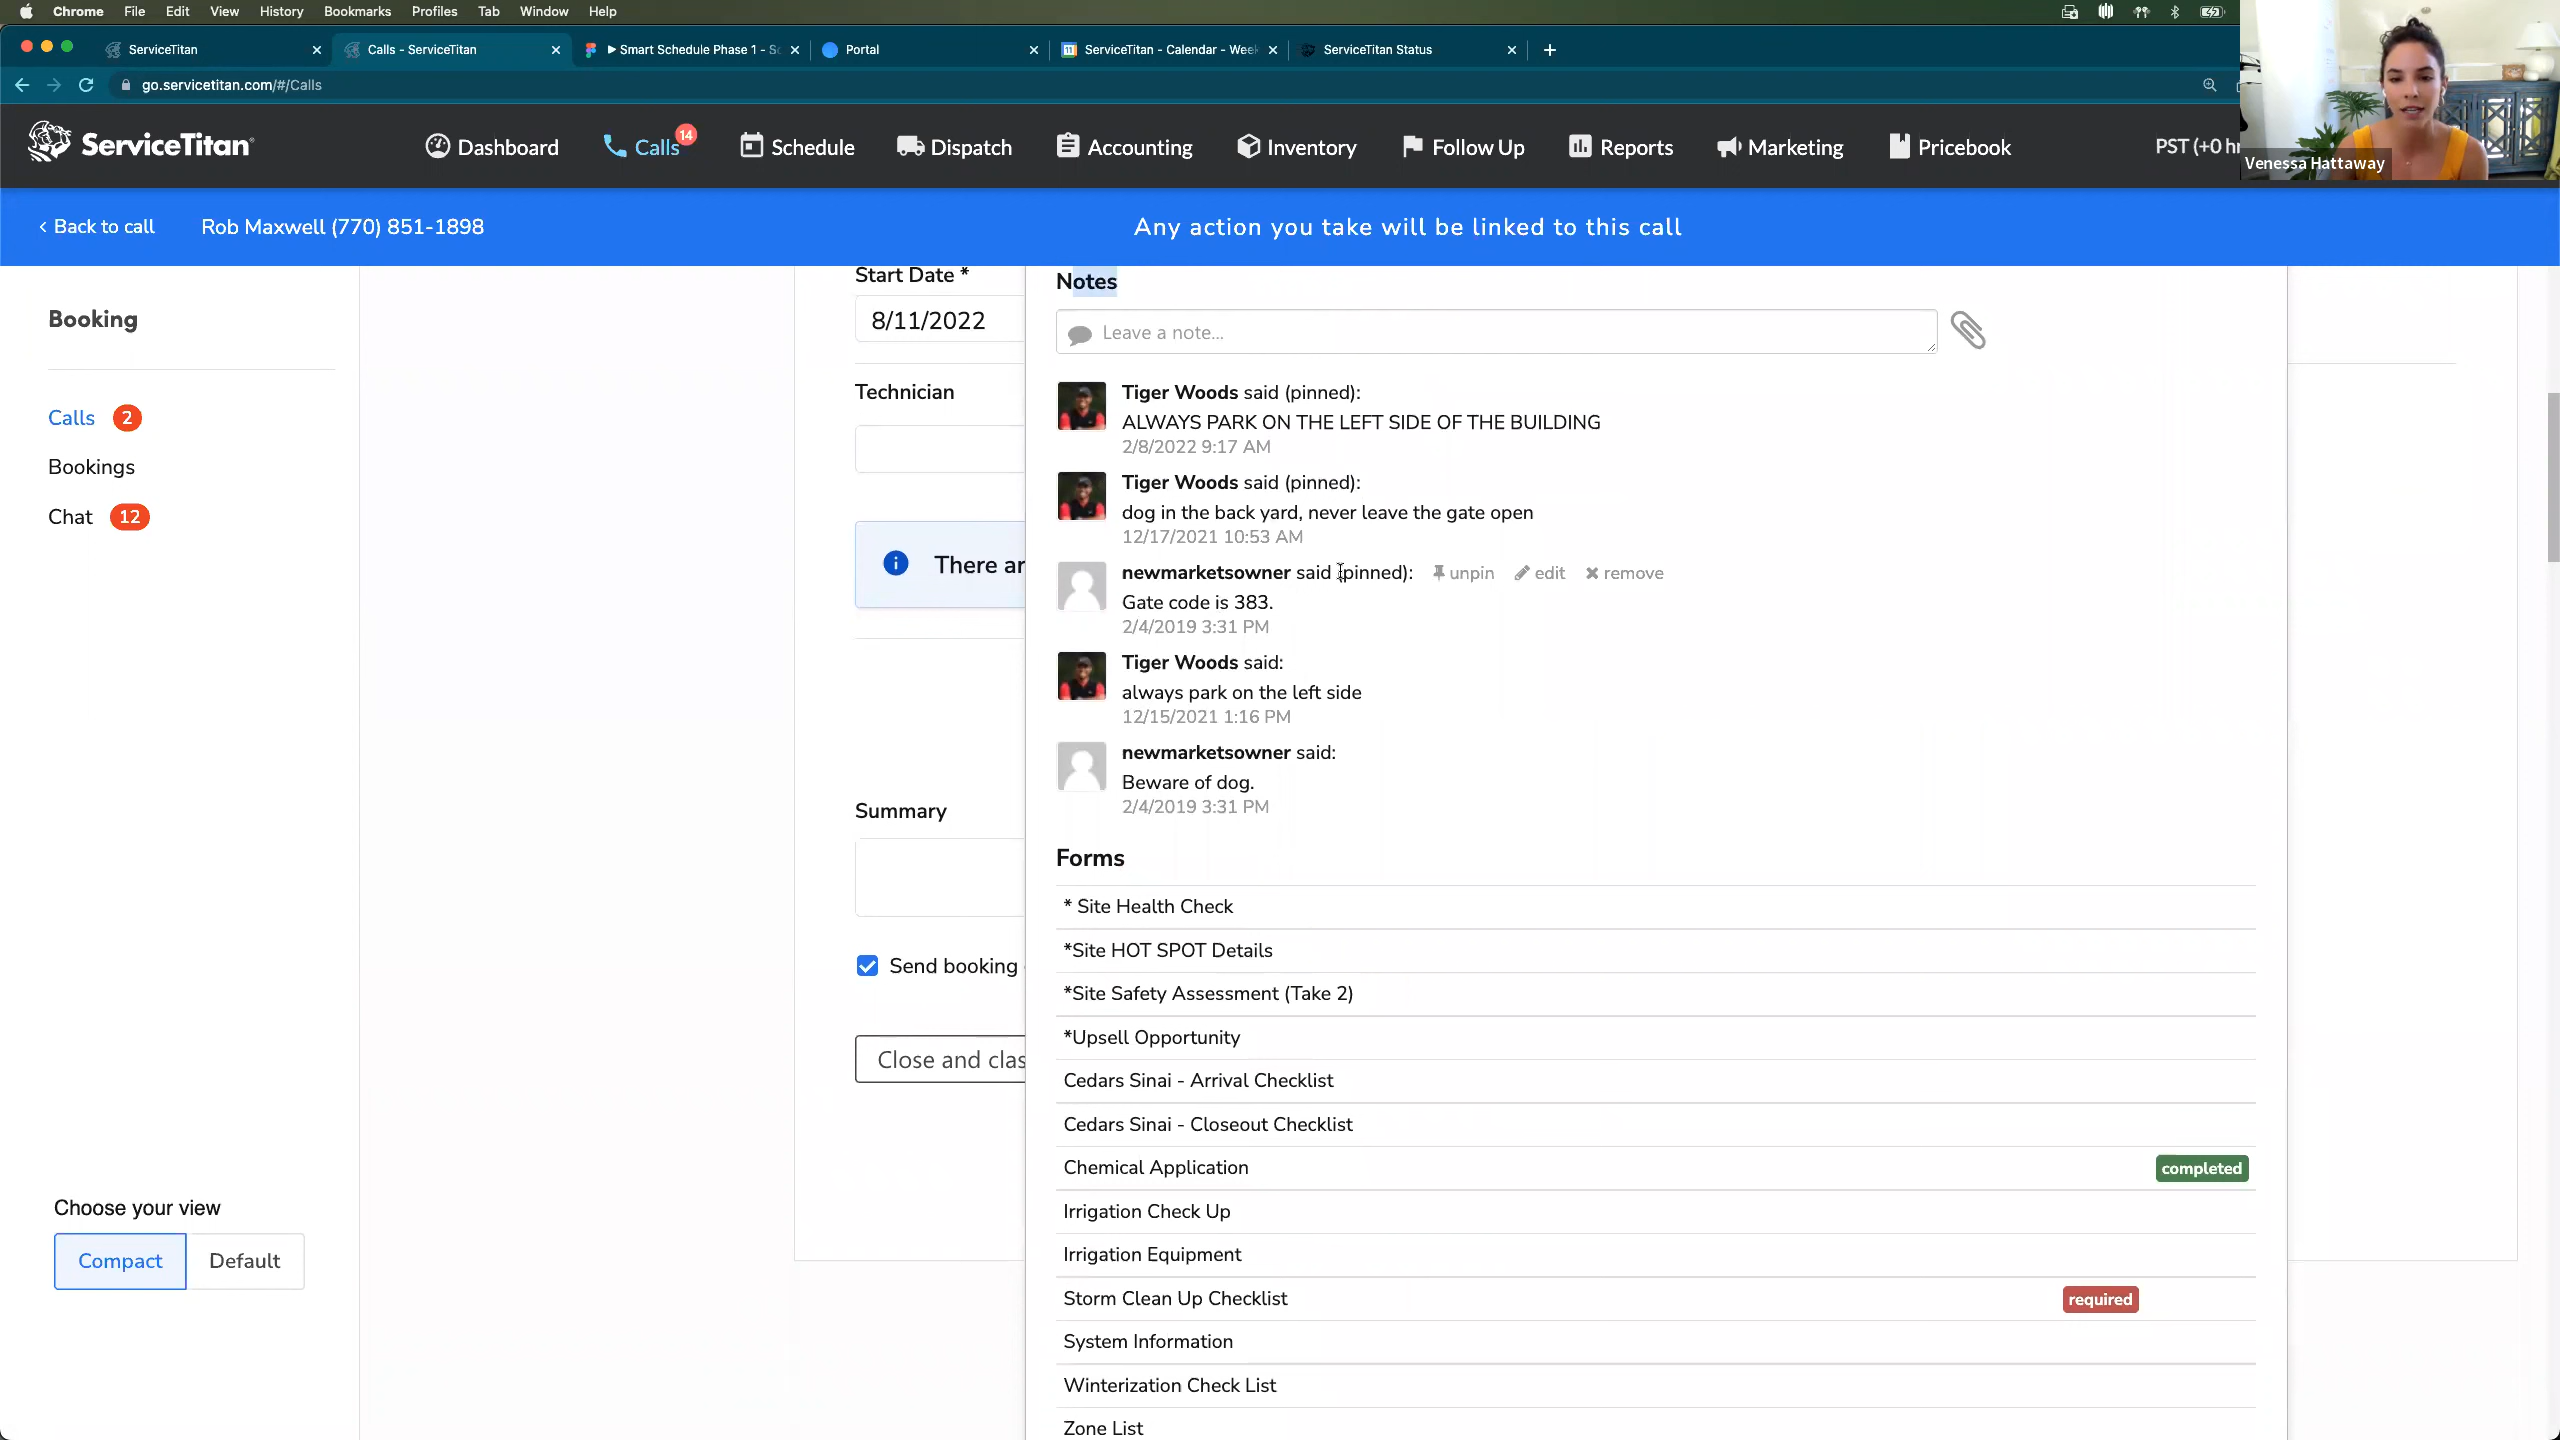 Chrome File Edit View History Bookmarks Profiles Tab Window Help
ServiceTitan
Calls - ServiceTitan
Smart Schedule Phase 1 - Sc
Portal
ServiceTitan - Calendar - Week
ServiceTitan Status
go.servicetitan.com/#/Calls
ServiceTitan
Dashboard
Calls 14
Schedule
Dispatch
Accounting
Inventory
Follow Up
Reports
Marketing
Pricebook
PST (+0 hr
Venessa Hattaway
Back to call
Rob Maxwell (770) 851-1898
Any action you take will be linked to this call
Booking
Calls 2
Bookings
Chat 12
Choose your view
Compact
Default
Start Date *
8/11/2022
Technician
There ar
Summary
Send booking
Close and clas
Notes
Leave a note...
Tiger Woods said (pinned):
ALWAYS PARK ON THE LEFT SIDE OF THE BUILDING
2/8/2022 9:17 AM
Tiger Woods said (pinned):
dog in the back yard, never leave the gate open
12/17/2021 10:53 AM
newmarketsowner said (pinned): unpin edit remove
Gate code is 383.
2/4/2019 3:31 PM
Tiger Woods said:
always park on the left side
12/15/2021 1:16 PM
newmarketsowner said:
Beware of dog.
2/4/2019 3:31 PM
Forms
* Site Health Check
*Site HOT SPOT Details
*Site Safety Assessment (Take 2)
*Upsell Opportunity
Cedars Sinai - Arrival Checklist
Cedars Sinai - Closeout Checklist
Chemical Application completed
Irrigation Check Up
Irrigation Equipment
Storm Clean Up Checklist required
System Information
Winterization Check List
Zone List